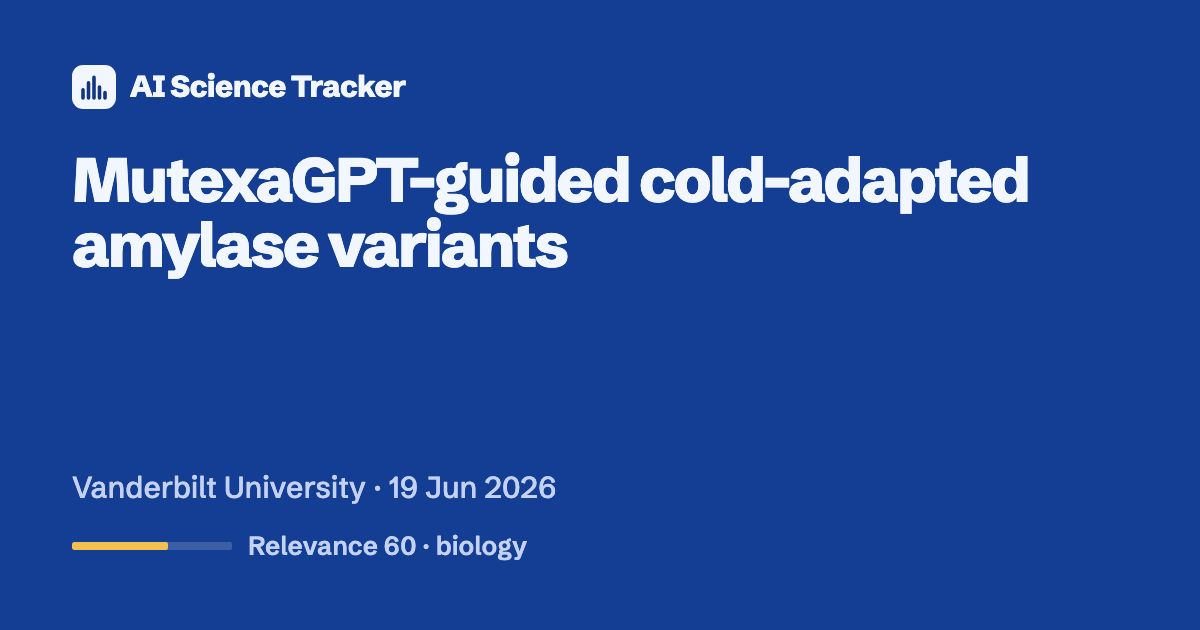 AI Science Tracker
MutexaGPT-guided cold-adapted
amylase variants
Vanderbilt University · 19 Jun 2026
Relevance 60 · biology